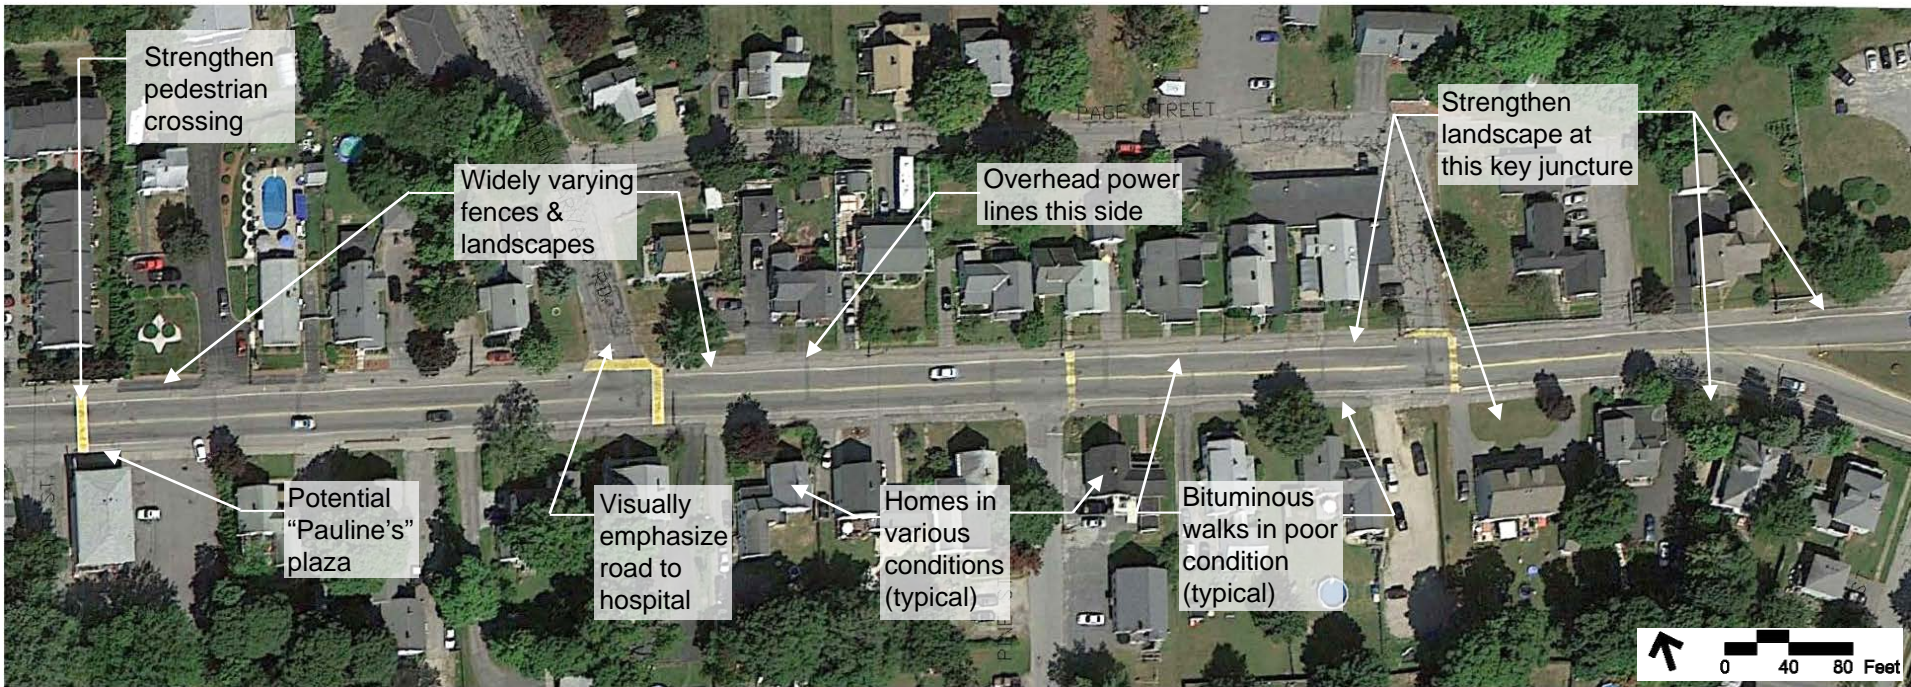 Strengthen
pedestrian
crossing
Widely varying
fences &
landscapes
Overhead power
lines this side
PAGE STREET
Strengthen
landscape at
this key juncture
ST.
Potential
“Pauline’s”
plaza
Visually
emphasize
road to
hospital
Homes in
various
conditions
(typical)
Bituminous
walks in poor
condition
(typical)
0 40 80 Feet